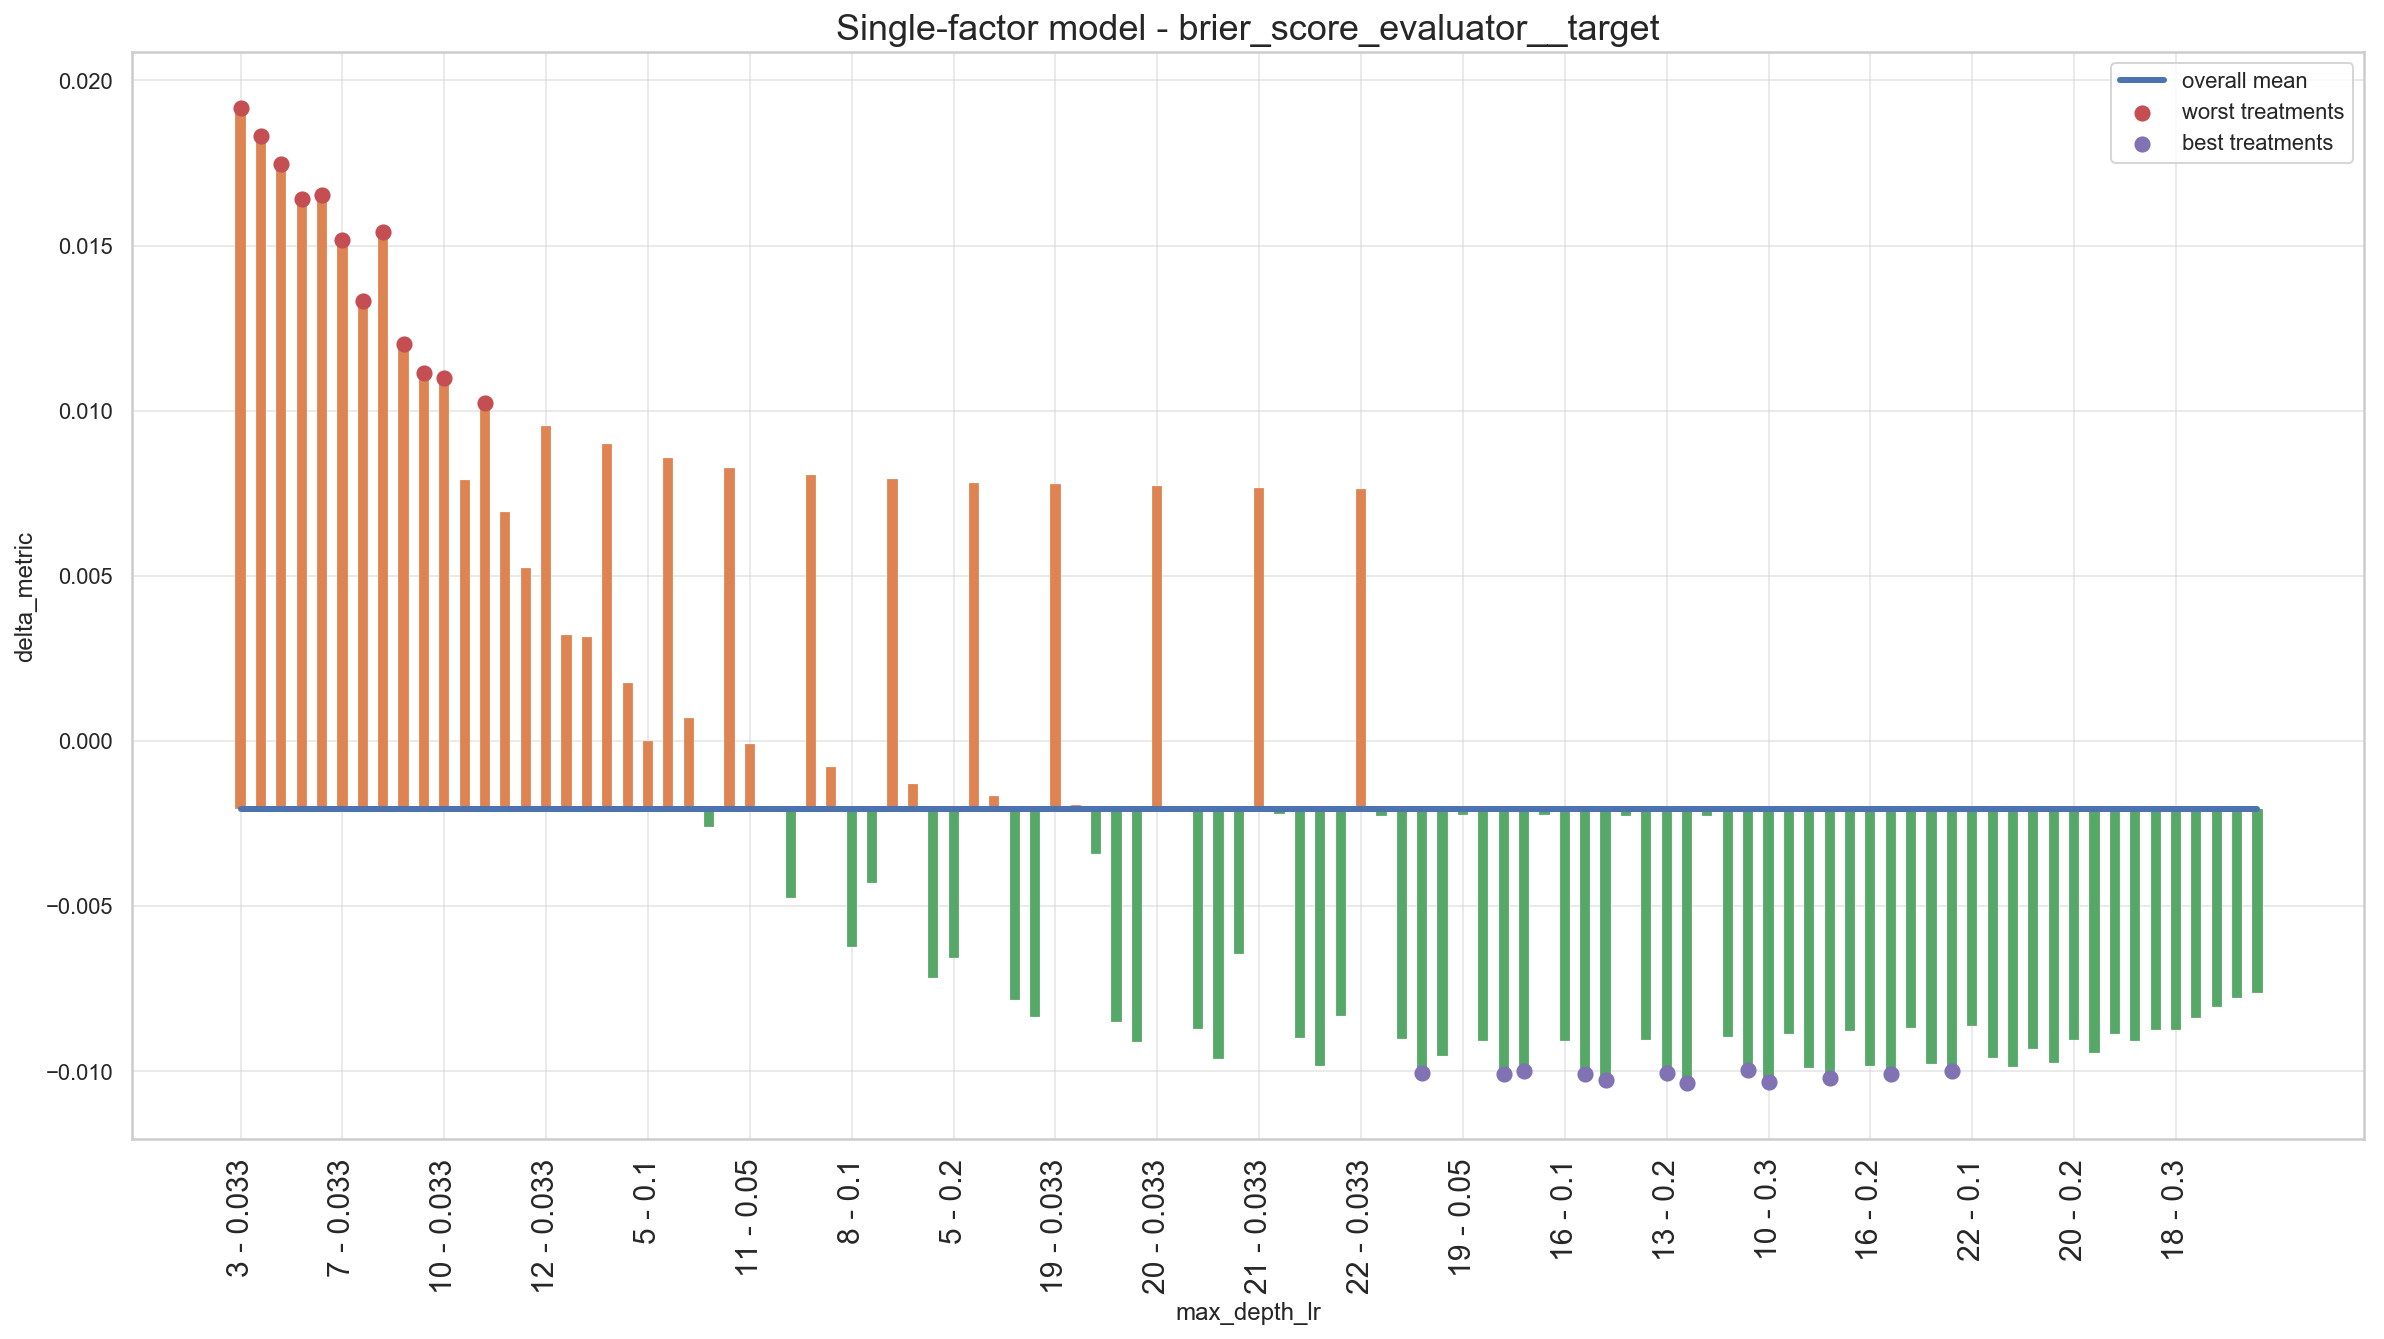 Single-factor model - brier_score_evaluator__target
overall mean
worst treatments
best treatments
delta_metric
0.020
0.015
0.010
0.005
0.000
−0.005
−0.010
3 - 0.033
7 - 0.033
10 - 0.033
12 - 0.033
5 - 0.1
11 - 0.05
8 - 0.1
5 - 0.2
19 - 0.033
20 - 0.033
21 - 0.033
22 - 0.033
19 - 0.05
16 - 0.1
13 - 0.2
10 - 0.3
16 - 0.2
22 - 0.1
20 - 0.2
18 - 0.3
max_depth_lr